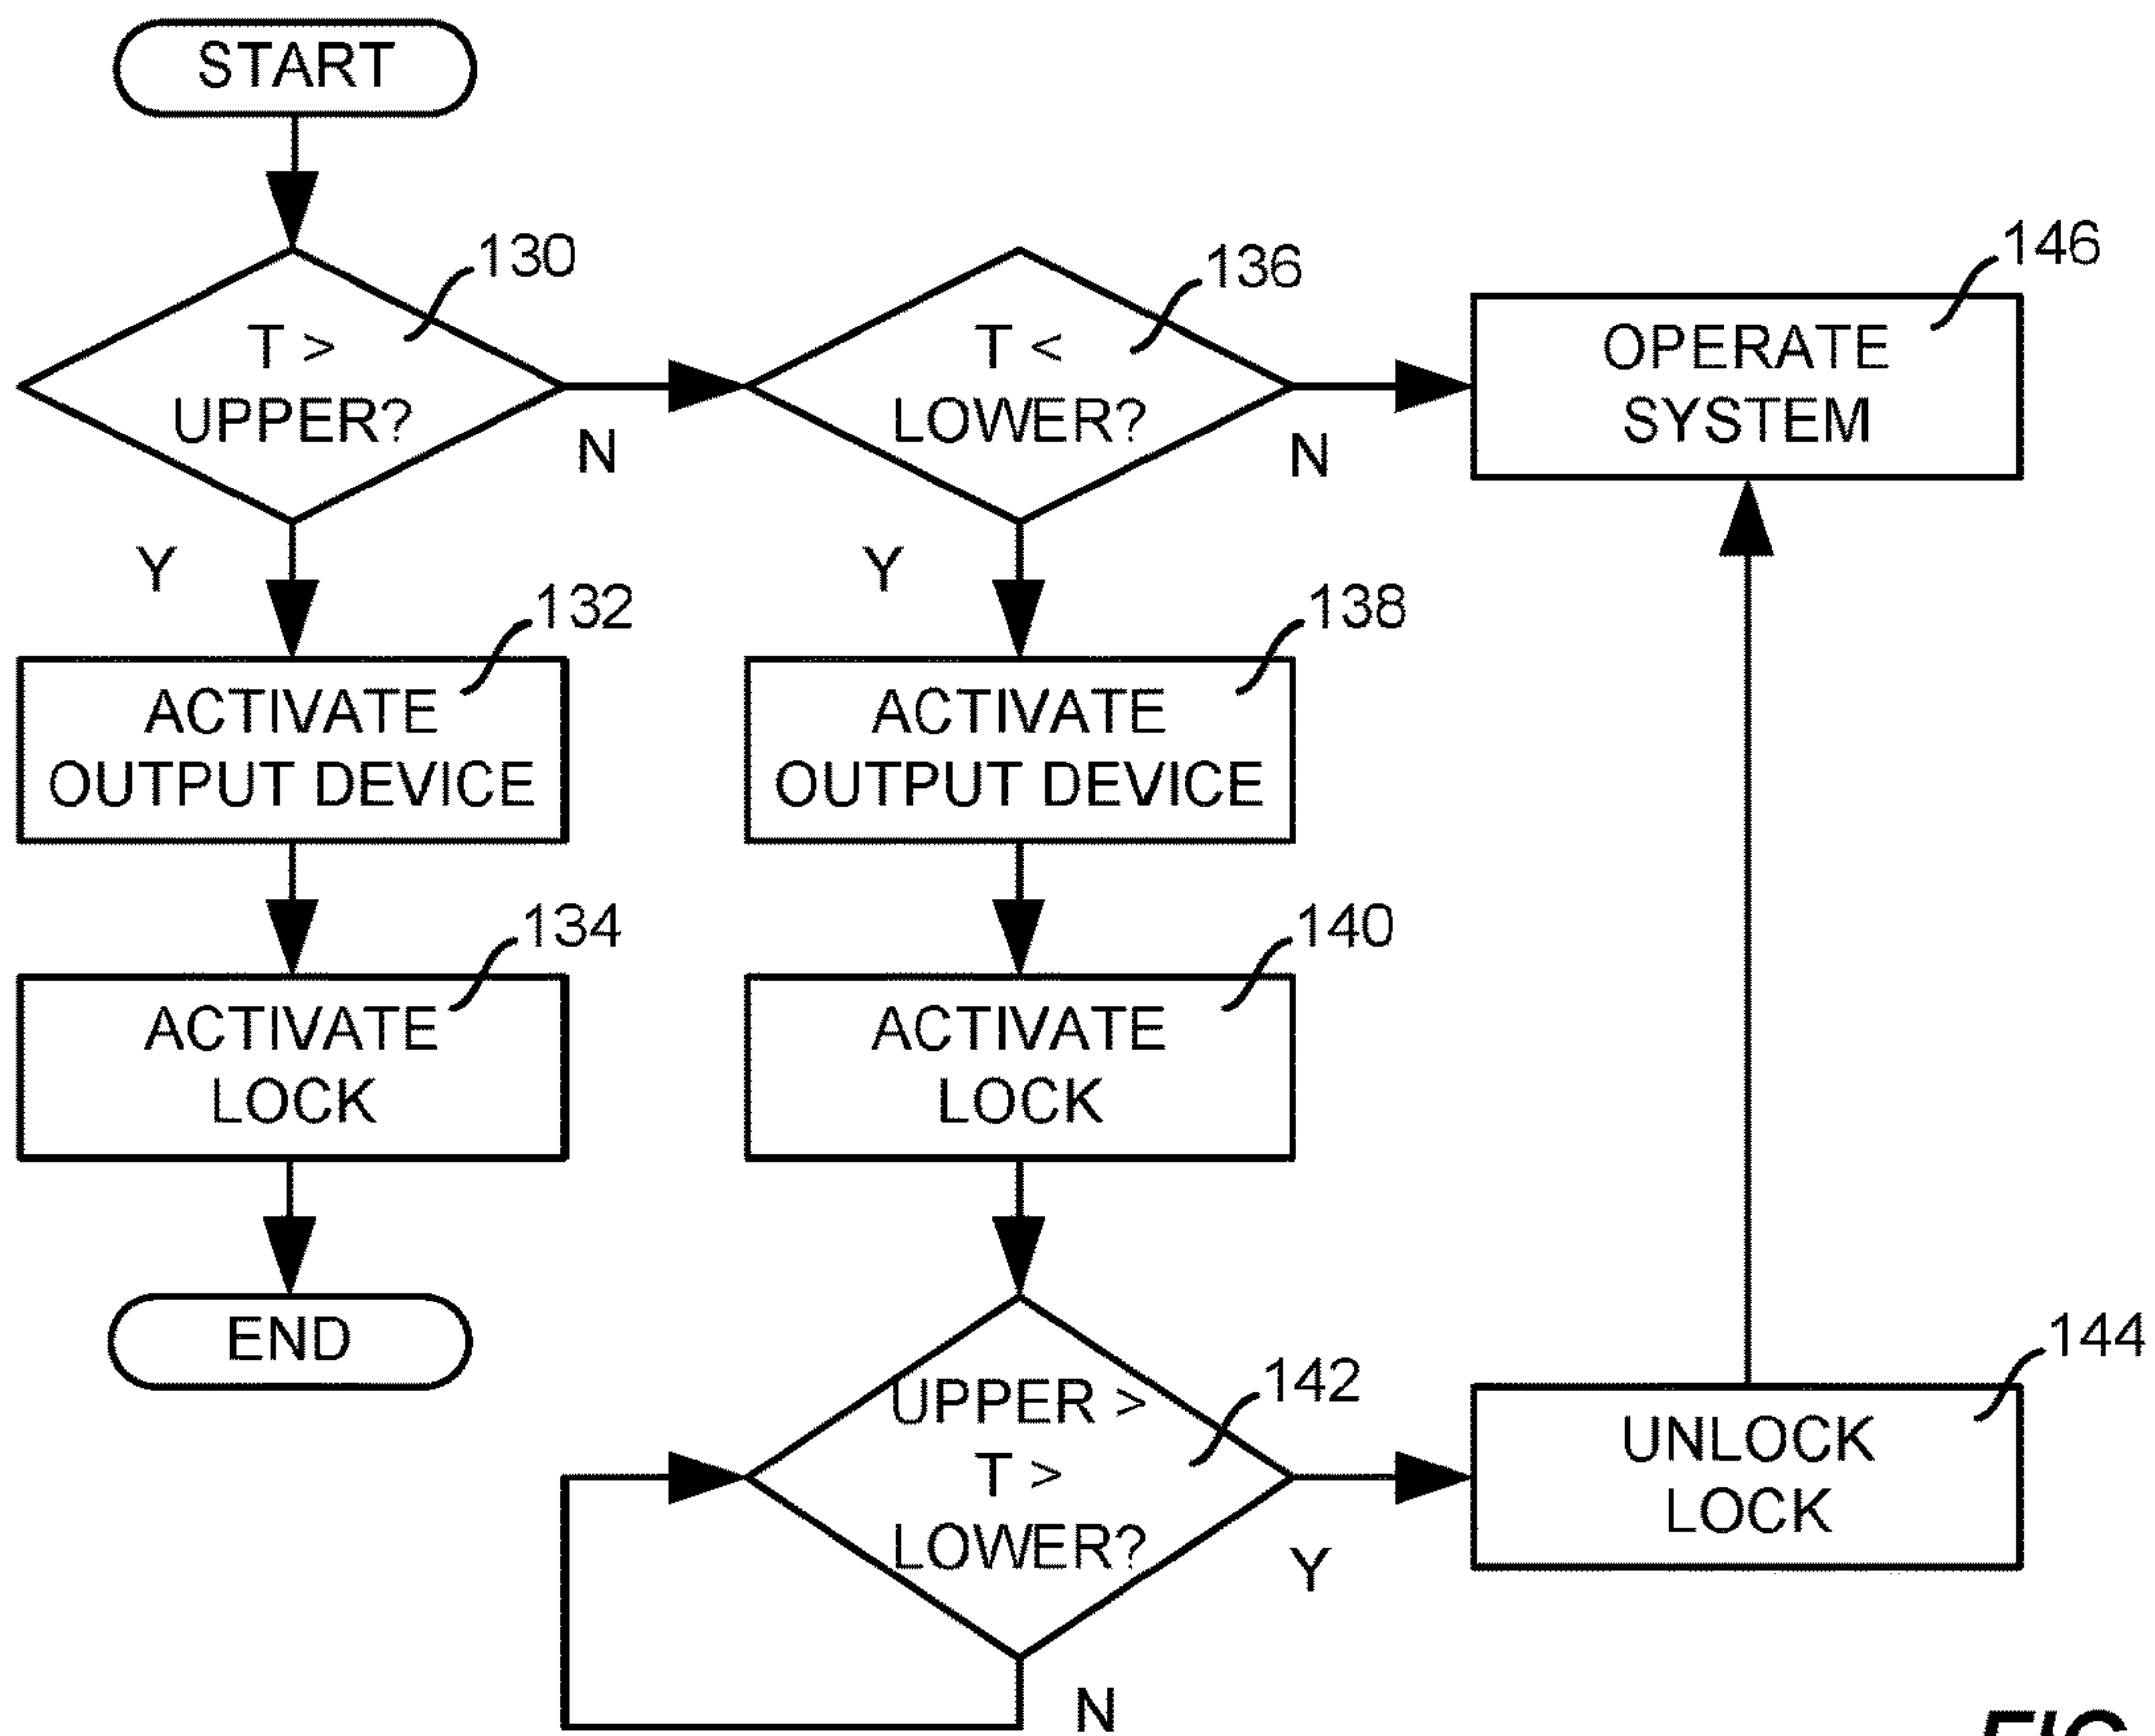 START
130
T >
UPPER?
N
Y
136
T <
LOWER?
N
Y
146
OPERATE
SYSTEM
132
ACTIVATE
OUTPUT DEVICE
138
ACTIVATE
OUTPUT DEVICE
134
ACTIVATE
LOCK
140
ACTIVATE
LOCK
END
142
UPPER >
T >
LOWER?
Y
N
144
UNLOCK
LOCK
FIG